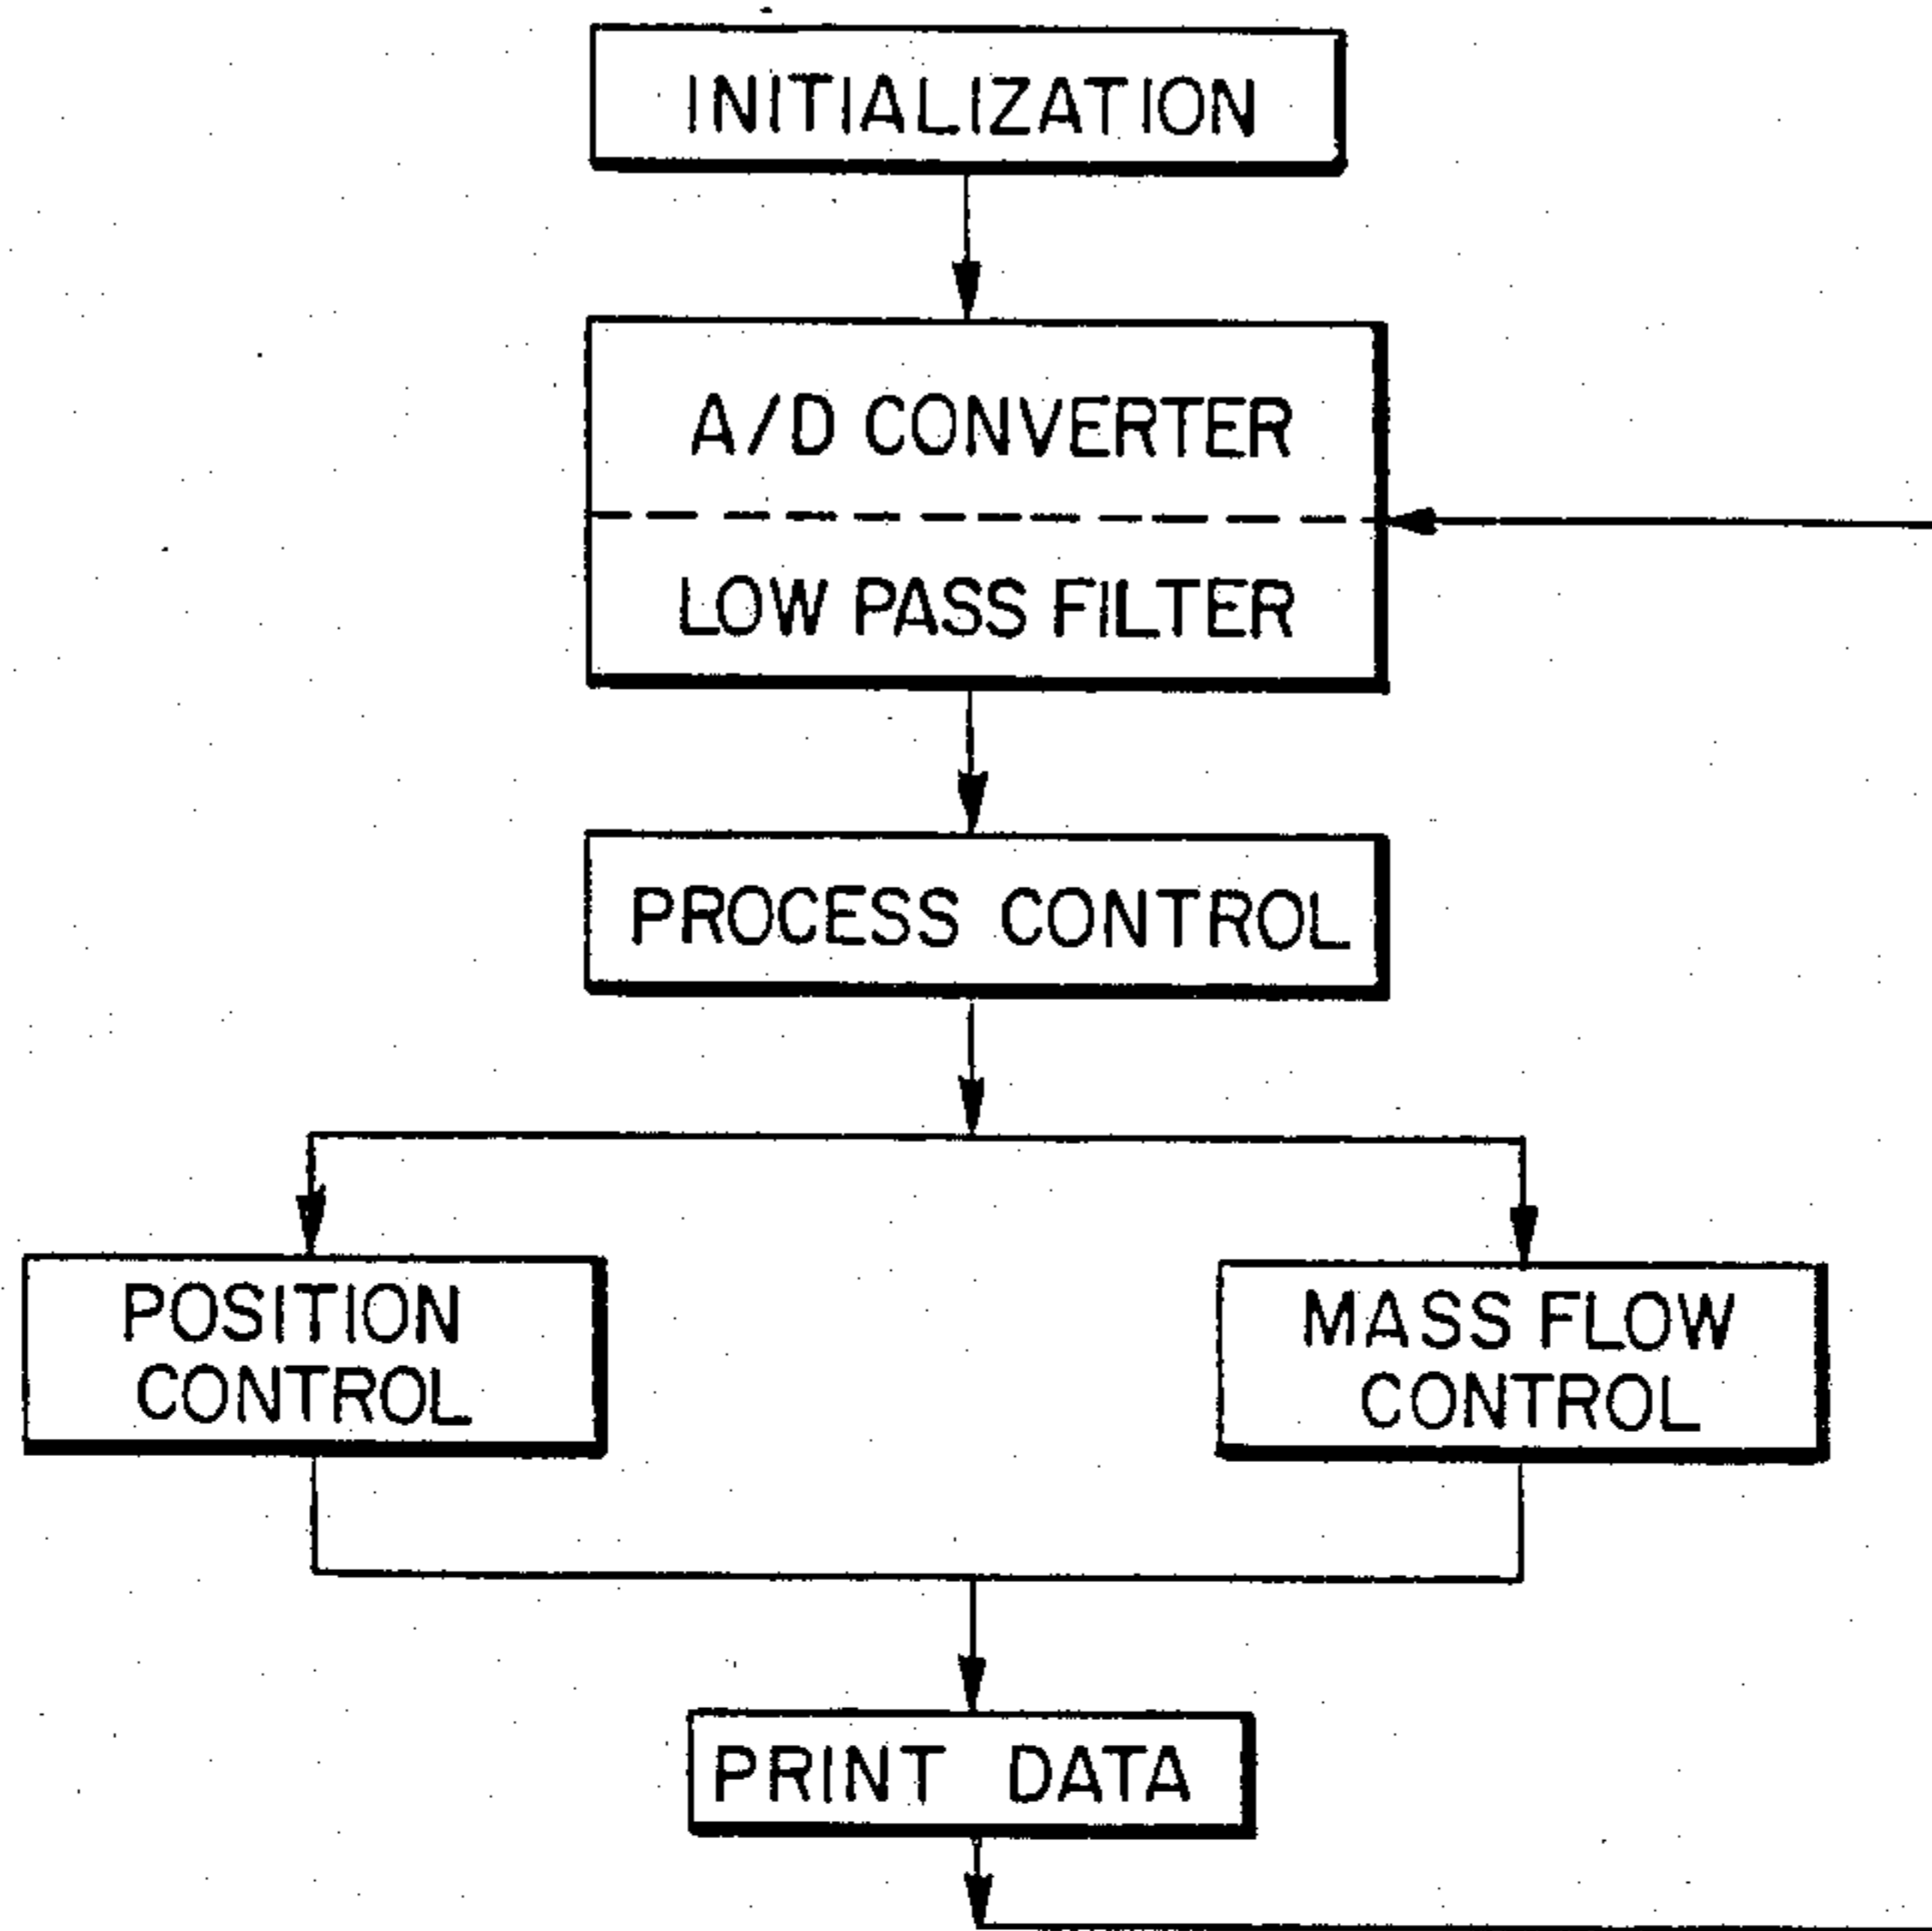 INITIALIZATION
A/D CONVERTER
LOW PASS FILTER
PROCESS CONTROL
POSITION
CONTROL
MASS FLOW
CONTROL
PRINT DATA